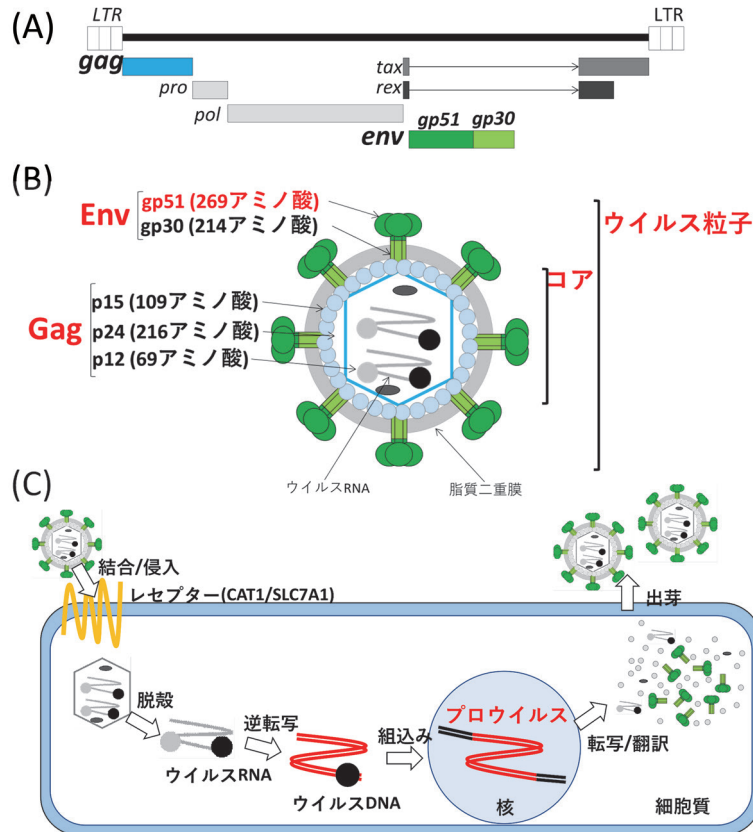 (A)
LTR
LTR
gag
tax
pro
rex
pol
gp51 gp30
env
(B)
Env
gp51 (269アミノ酸)
gp30 (214アミノ酸)
ウイルス粒子
コア
Gag
p15 (109アミノ酸)
p24 (216アミノ酸)
p12 (69アミノ酸)
ウイルスRNA
脂質二重膜
(C)
結合/侵入
レセプター(CAT1/SLC7A1)
出芽
脱殻
逆転写
組込み
プロウイルス
転写/翻訳
ウイルスRNA
ウイルスDNA
核
細胞質